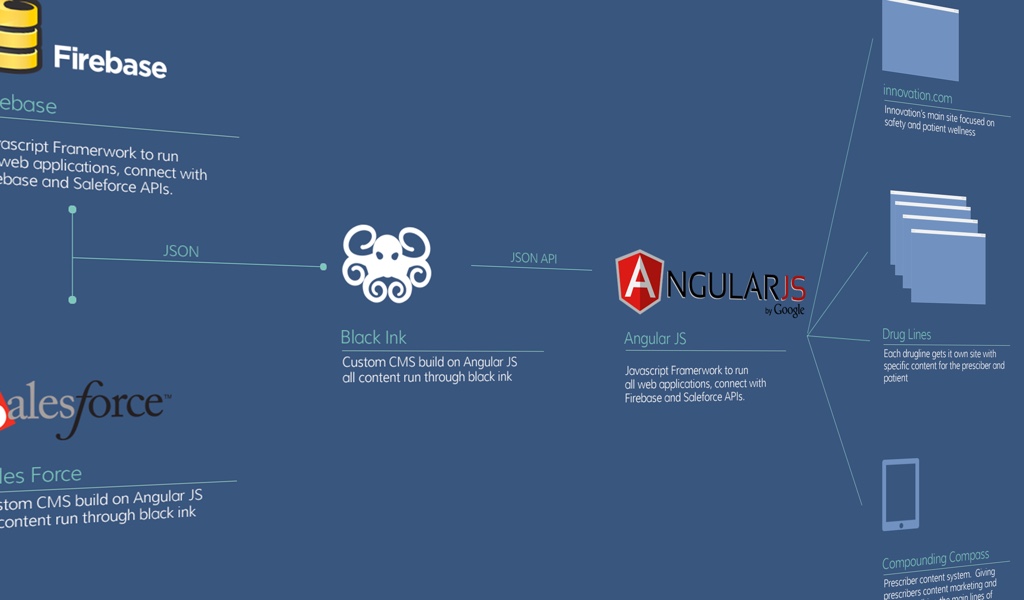 Firebase
ebase
ascript Framerwork to run
web applications, connect with
ebase and Saleforce APIs.
JSON
alesforce™
les Force
stom CMS build on Angular JS
content run through black ink
Black Ink
Custom CMS build on Angular JS
all content run through black ink
JSON API
ANGULARJS
by Google
Angular JS
Javascript Framerwork to run
all web applications, connect with
Firebase and Saleforce APIs.
innovation.com
Innovation's main site focused on
safety and patient wellness
Drug Lines
Each drugline gets it own site with
specific content for the presciber and
patient
Compounding Compass
Prescriber content system. Giving
prescribers content marketing and
the main lines of